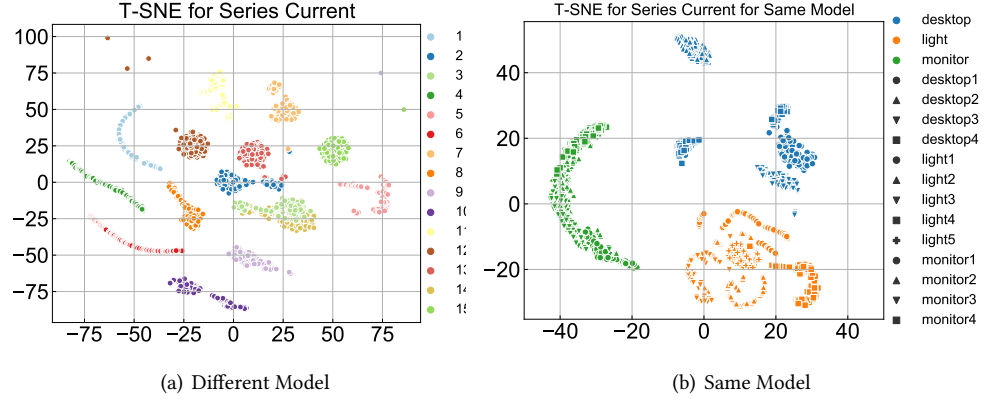 T-SNE for Series Current
100
75
50
25
0
−25
−50
−75
−75 −50 −25 0 25 50 75
1
2
3
4
5
6
7
8
9
10
11
12
13
14
15
(a) Different Model
T-SNE for Series Current for Same Model
40
20
0
−20
−40 −20 0 20 40
desktop
light
monitor
desktop1
desktop2
desktop3
desktop4
light1
light2
light3
light4
light5
monitor1
monitor2
monitor3
monitor4
(b) Same Model